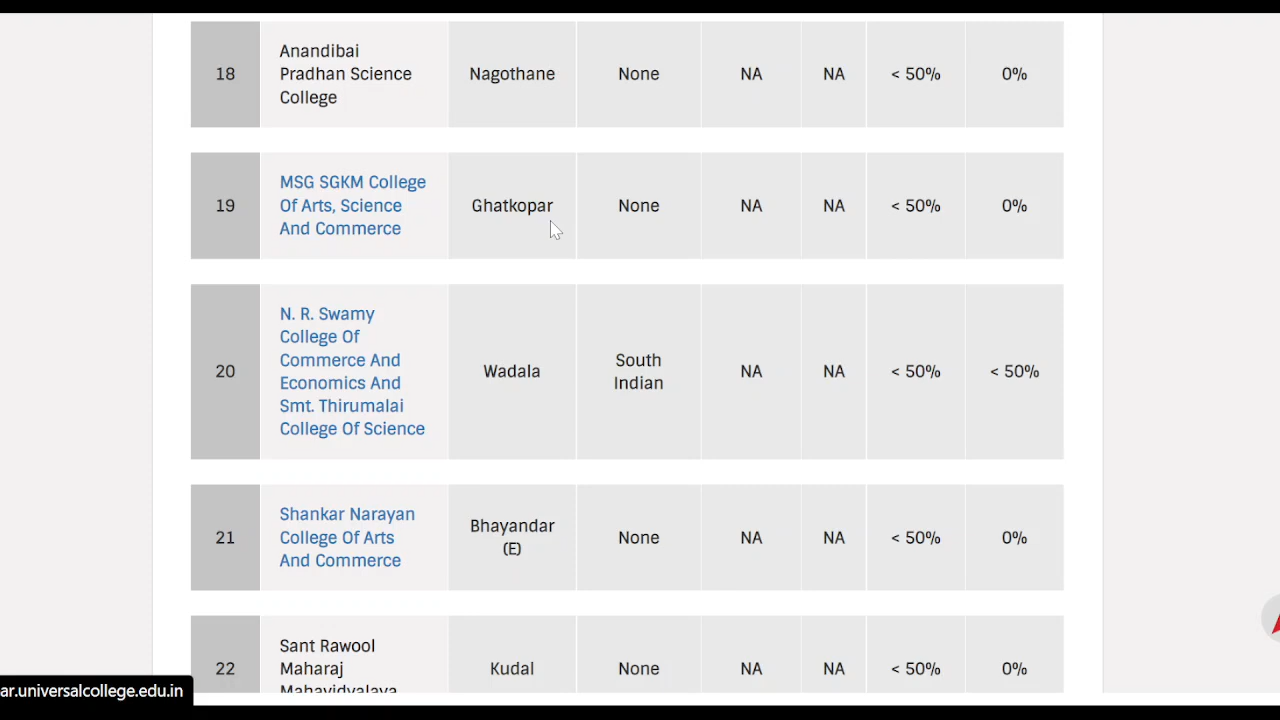 18
Anandibai
Pradhan Science
College
Nagothane
None
NA
NA
< 50%
0%
19
MSG SGKM College
Of Arts, Science
And Commerce
Ghatkopar
None
NA
NA
< 50%
0%
20
N. R. Swamy
College Of
Commerce And
Economics And
Smt. Thirumalai
College Of Science
Wadala
South
Indian
NA
NA
< 50%
< 50%
21
Shankar Narayan
College Of Arts
And Commerce
Bhayandar
(E)
None
NA
NA
< 50%
0%
22
Sant Rawool
Maharaj
Mahavidyalaya
Kudal
None
NA
NA
< 50%
0%
ar.universalcollege.edu.in